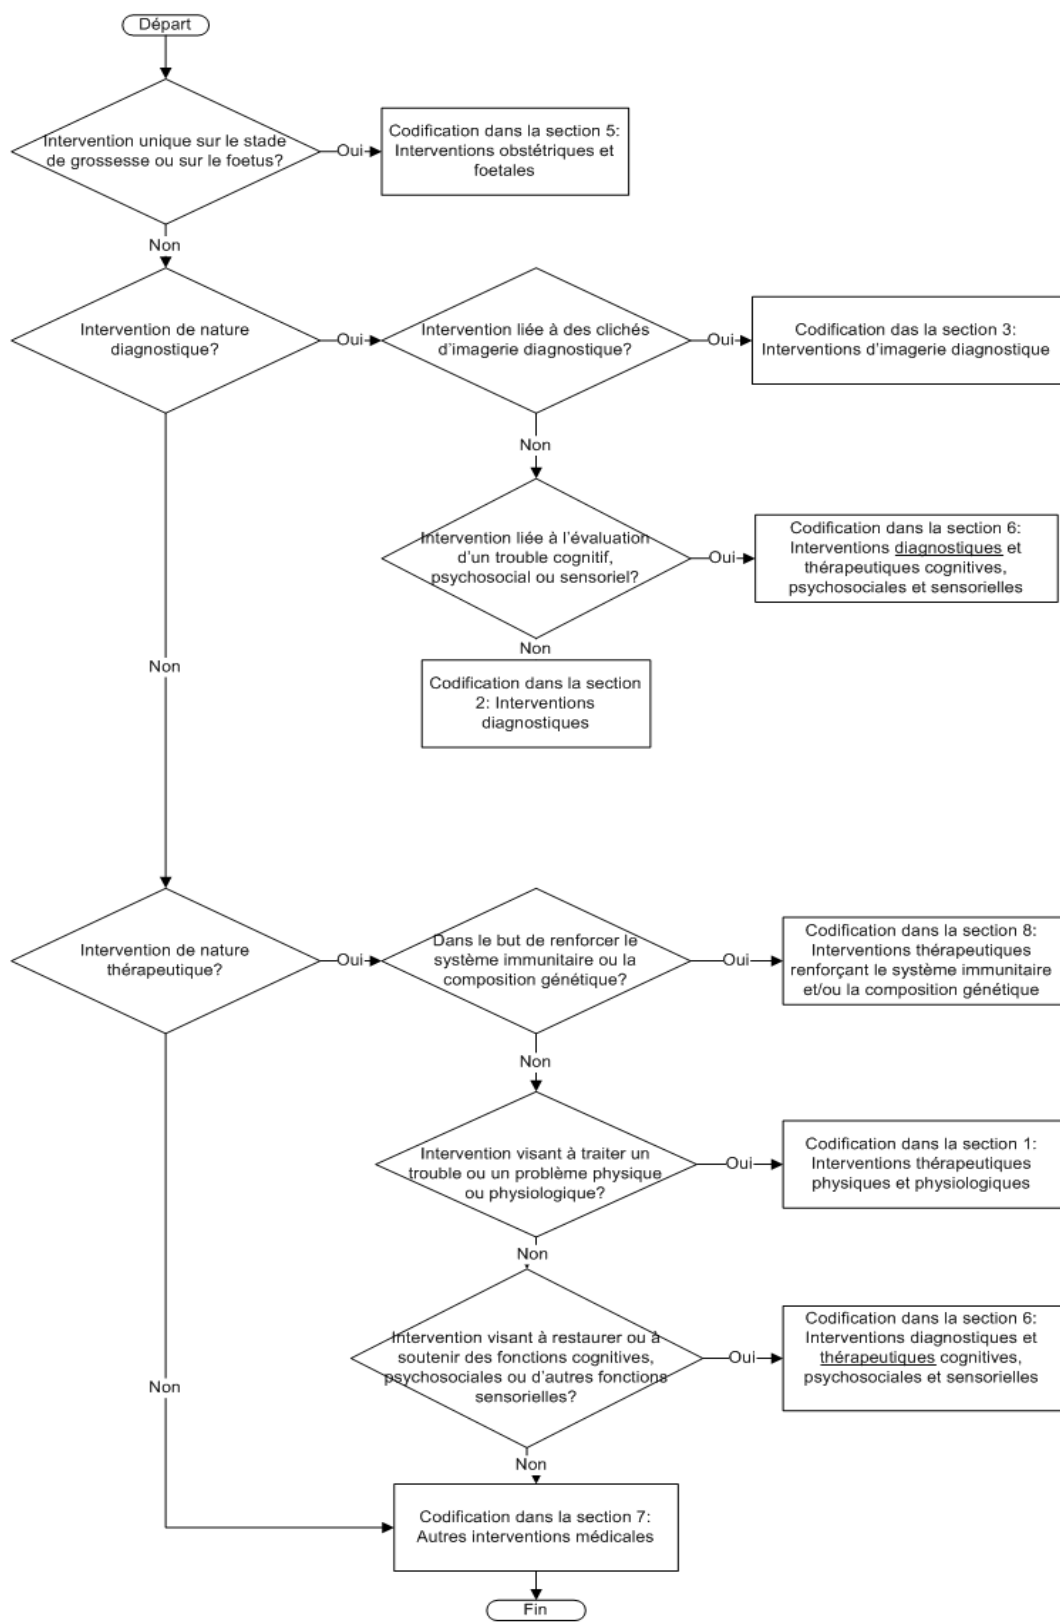 Départ
Intervention unique sur le stade
de grossesse ou sur le foetus?
Oui
Codification dans la section 5:
Interventions obstétriques et
foetales
Non
Intervention de nature
diagnostique?
Oui
Intervention liée à des clichés
d'imagerie diagnostique?
Oui
Codification das la section 3:
Interventions d'imagerie diagnostique
Non
Intervention liée à l'évaluation
d'un trouble cognitif,
psychosocial ou sensoriel?
Oui
Codification dans la section 6:
Interventions diagnostiques et
thérapeutiques cognitives,
psychosociales et sensorielles
Non
Codification dans la section
2: Interventions
diagnostiques
Non
Intervention de nature
thérapeutique?
Oui
Dans le but de renforcer le
système immunitaire ou la
composition génétique?
Oui
Codification dans la section 8:
Interventions thérapeutiques
renforçant le système immunitaire
et/ou la composition génétique
Non
Intervention visant à traiter un
trouble ou un problème physique
ou physiologique?
Oui
Codification dans la section 1:
Interventions thérapeutiques
physiques et physiologiques
Non
Intervention visant à restaurer ou à
soutenir des fonctions cognitives,
psychosociales ou d'autres fonctions
sensorielles?
Oui
Codification dans la section 6:
Interventions diagnostiques et
thérapeutiques cognitives,
psychosociales et sensorielles
Non
Non
Codification dans la section 7:
Autres interventions médicales
Fin